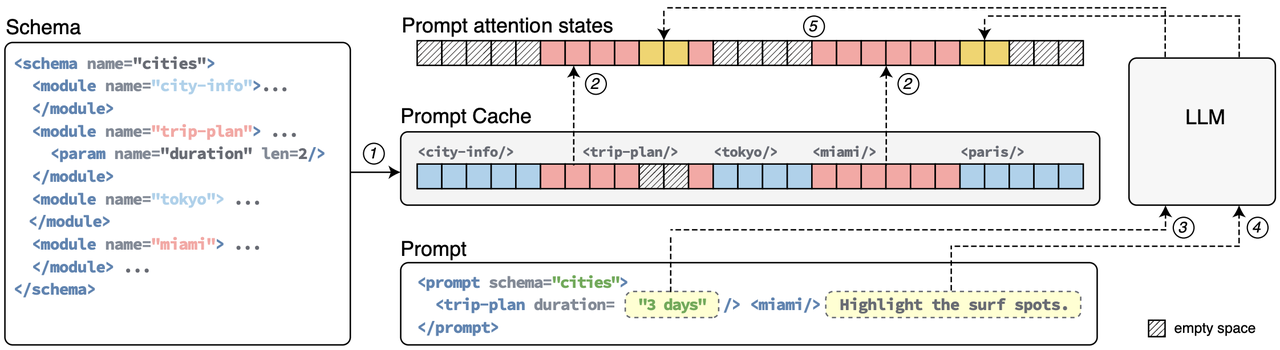 Schema
<schema name="cities">
<module name="city-info">...
</module>
<module name="trip-plan"> ...
<param name="duration" len=2/>
</module>
<module name="tokyo"> ...
</module>
<module name="miami"> ...
</module> ...
</schema>
1
Prompt attention states
5
2
2
Prompt Cache
<city-info/> <trip-plan/> <tokyo/> <miami/> <paris/>
LLM
3
4
Prompt
<prompt schema="cities">
<trip-plan duration= "3 days" /> <miami/> Highlight the surf spots.
</prompt>
empty space